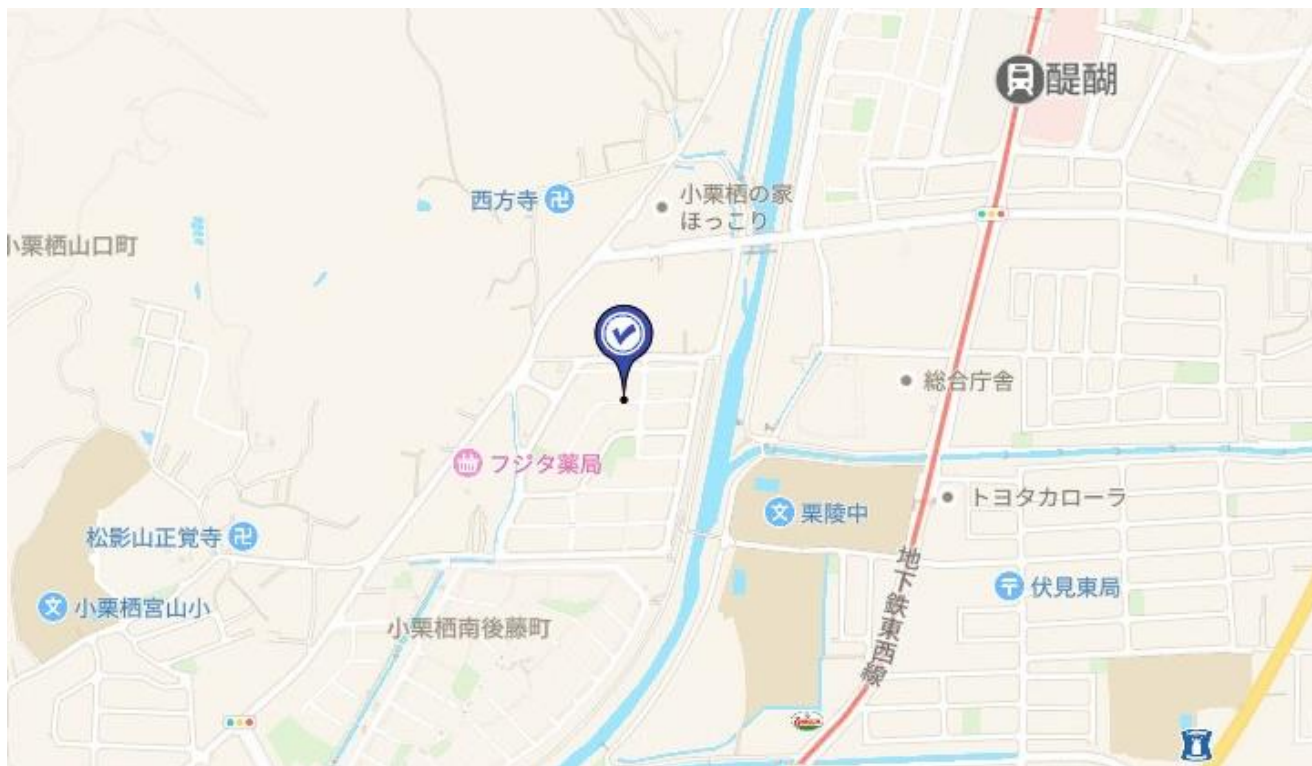 醍醐
西方寺
小栗栖の家
ほっこり
小栗栖山口町
総合庁舎
フジタ薬局
トヨタカローラ
栗陵中
松影山正覚寺
地下鉄東西線
伏見東局
小栗栖宮山小
小栗栖南後藤町